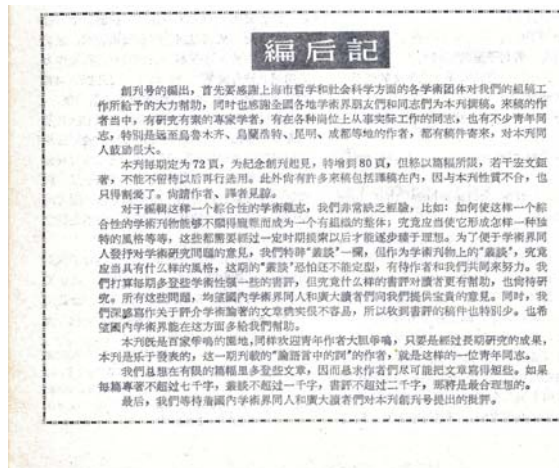 編后記
創刊号的編出,首先要感謝上海市哲学和社会科学方面的各学術团体对我們的組稿工
作所給予的大力幫助,同时也感謝全國各地学術界朋友們和同志們为本刊撰稿。來稿的作
者当中,有研究有素的專家学者,有在各种崗位上从事实际工作的同志,也有不少青年同
志,特別是远至烏魯木齐、烏蘭浩特、昆明、成都等地的作者,都有稿件寄來,对本刊同
人鼓励很大。
本刊每期定为72頁,为紀念創刊起見,特增到80頁,但移以篇幅所限,若干宏文鉅
著,不能不留待以后再行选用。此外尙有許多來稿包括譯稿在內,因与本刊性質不合,也
只得割爱了。尙請作者、譯者見諒。
对于編輯这样一个綜合性的学術雜志,我們非常缺乏經驗,比如:如何使这样一个綜
合性的学術刊物能够不顯得龐雜而成为一个有組織的整体;究竟应当使它形成怎样一种独
特的風格等等,这些都需要經过一定时期摸索以后才能逐步臻于理想。为了便于学術界同
人發抒对学術研究問題的意見,我們特辟"叢談"一欄,但作为学術刊物上的"叢談",究竟
应当具有什么样的風格,这期的"叢談"恐怕还不能定型,有待作者和我們共同來努力。我
們打算每期多登些学術性强一些的書評,但究竟什么样的書評对讀者更有幫助,也尙待研
究。所有这些問題,均望國內学術界同人和廣大讀者們向我們提供宝貴的意見。同时,我
們深感寫作关于評介学術論著的文章确实很不容易,所以收到書評的稿件也特別少。也希
望國內学術界能在这方面多給我們幫助。
本刊旣是百家爭鳴的園地,同样欢迎青年作者大胆爭鳴,只要是經过長期研究的成果,
本刊是乐于發表的,这一期刊載的"論語言中的詞"的作者,就是这样的一位青年同志。
我們总想在有限的篇幅里多登些文章,因而恳求作者們尽可能把文章寫得短些。如果
每篇專著不超过七千字,叢談不超过一千字,書評不超过二千字,那将是最合理想的。
最后,我們等待着國內学術界同人和廣大讀者們对本刊創刊号提出的批評。